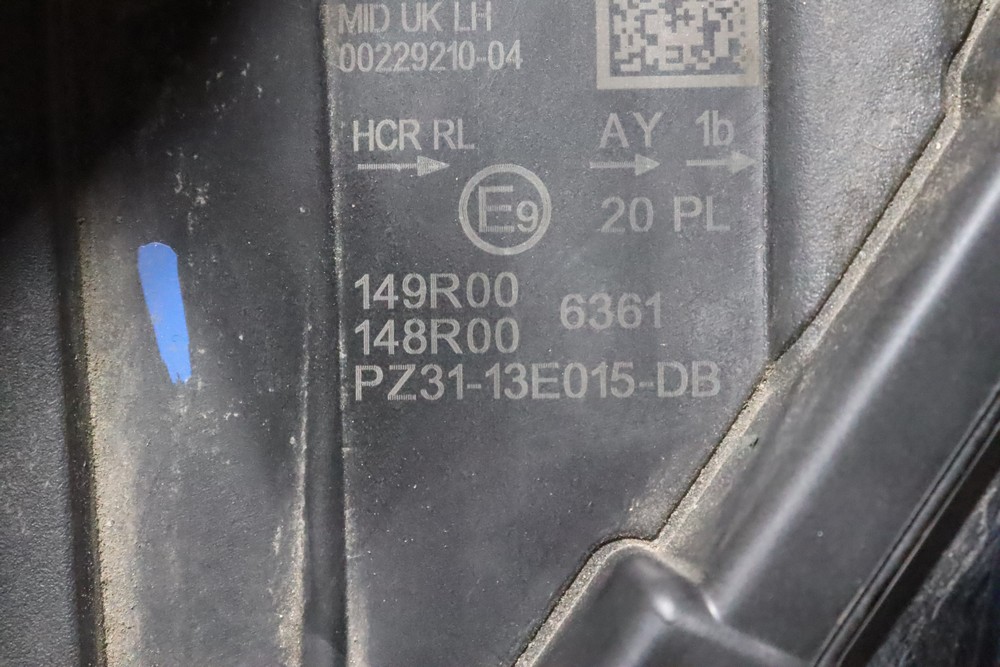 MID UK LH
00229210-04
HCR RL
AY 1b
E9
20 PL
149R00
148R00
6361
PZ31-13E015-DB